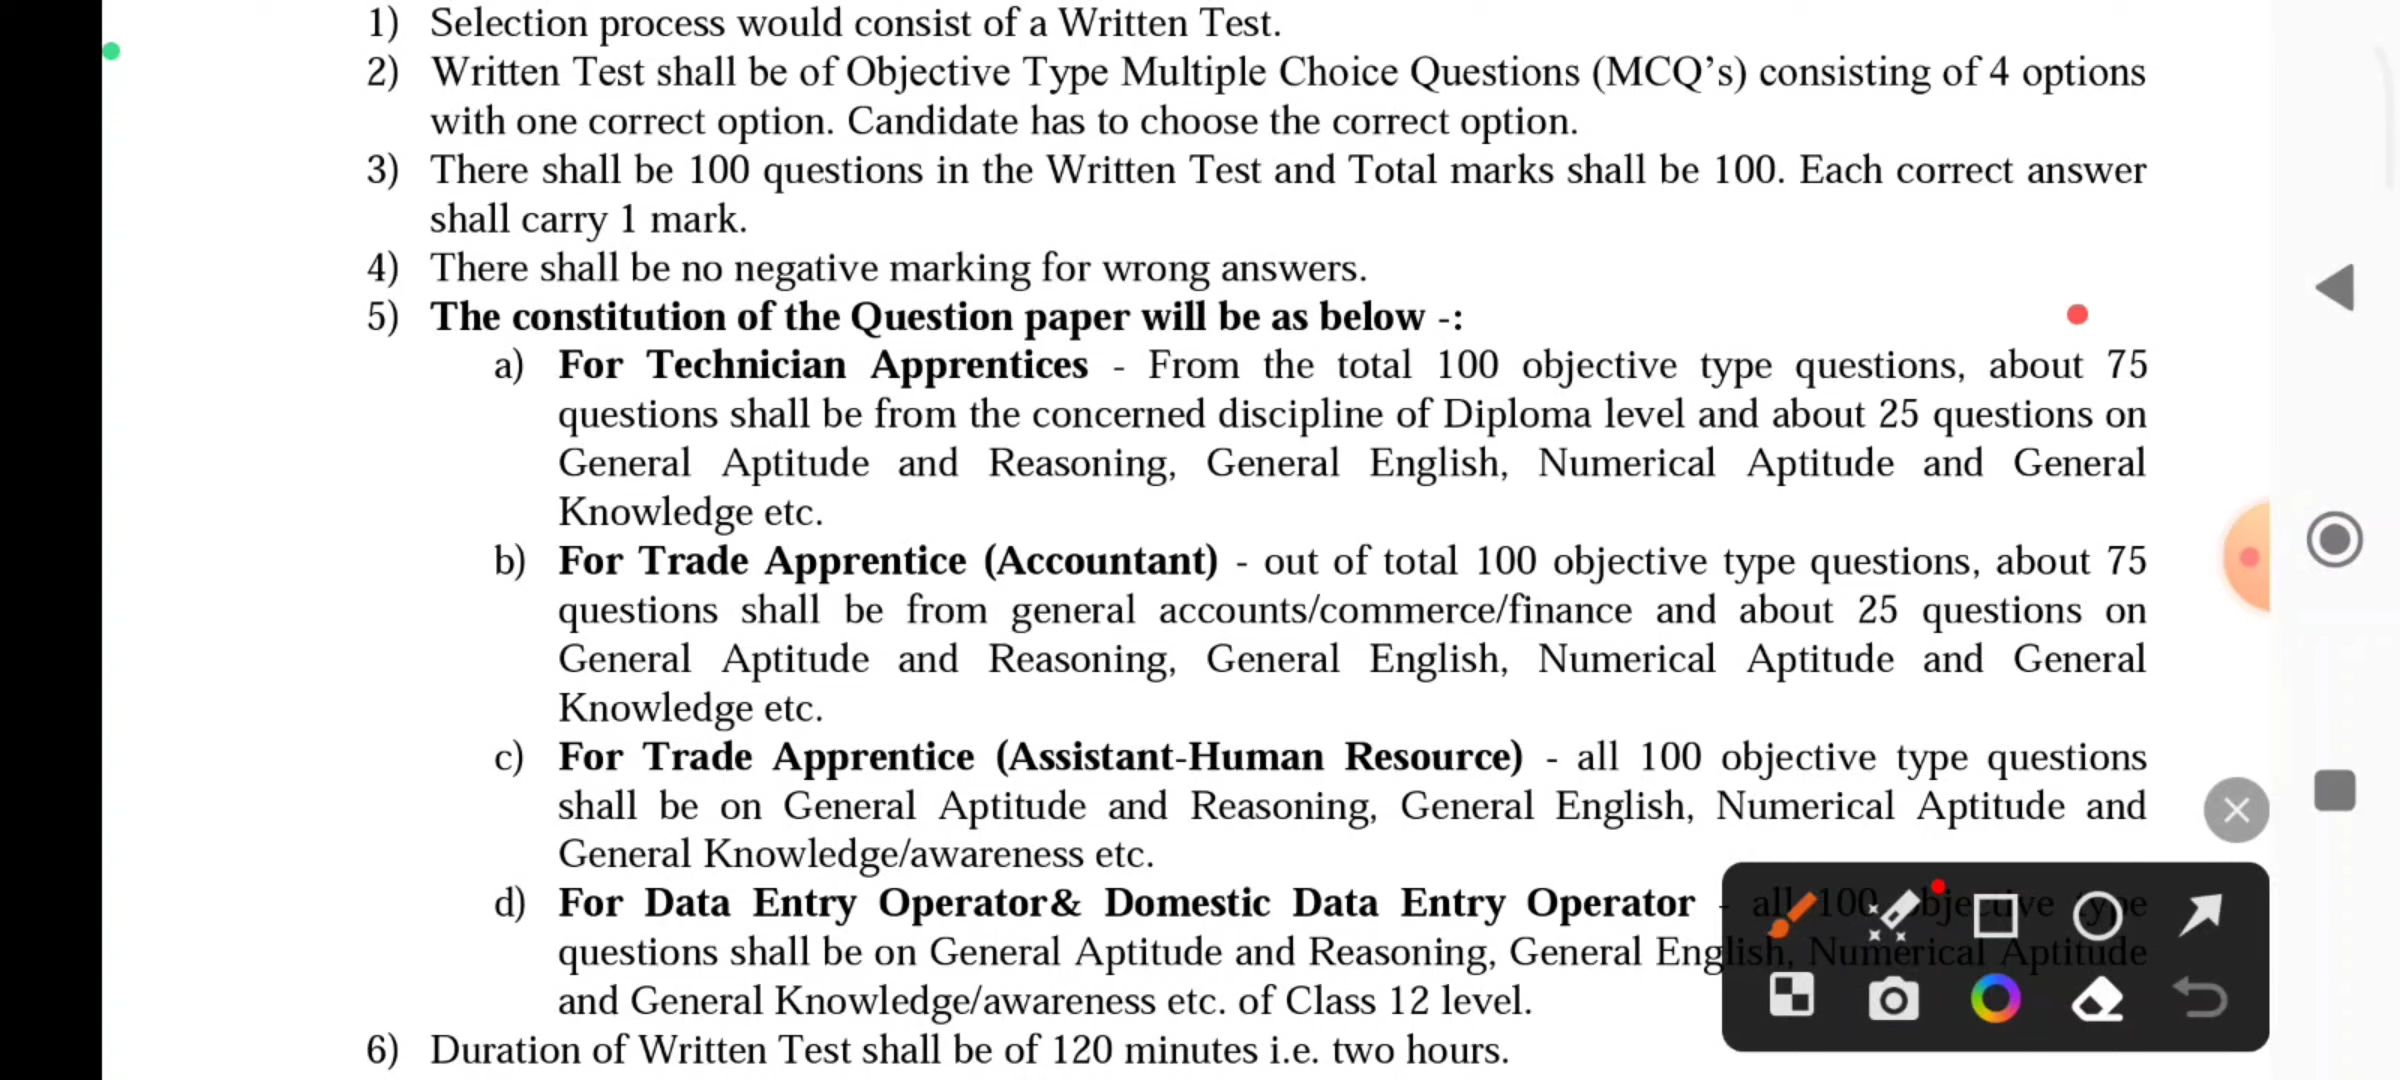 1) Selection process would consist of a Written Test.
2) Written Test shall be of Objective Type Multiple Choice Questions (MCQ’s) consisting of 4 options
with one correct option. Candidate has to choose the correct option.
3) There shall be 100 questions in the Written Test and Total marks shall be 100. Each correct answer
shall carry 1 mark.
4) There shall be no negative marking for wrong answers.
5) The constitution of the Question paper will be as below -:
a) For Technician Apprentices - From the total 100 objective type questions, about 75
questions shall be from the concerned discipline of Diploma level and about 25 questions on
General Aptitude and Reasoning, General English, Numerical Aptitude and General
Knowledge etc.
b) For Trade Apprentice (Accountant) - out of total 100 objective type questions, about 75
questions shall be from general accounts/commerce/finance and about 25 questions on
General Aptitude and Reasoning, General English, Numerical Aptitude and General
Knowledge etc.
c) For Trade Apprentice (Assistant-Human Resource) - all 100 objective type questions
shall be on General Aptitude and Reasoning, General English, Numerical Aptitude and
General Knowledge/awareness etc.
d) For Data Entry Operator& Domestic Data Entry Operator - all 100 objective type
questions shall be on General Aptitude and Reasoning, General English, Numerical Aptitude
and General Knowledge/awareness etc. of Class 12 level.
6) Duration of Written Test shall be of 120 minutes i.e. two hours.